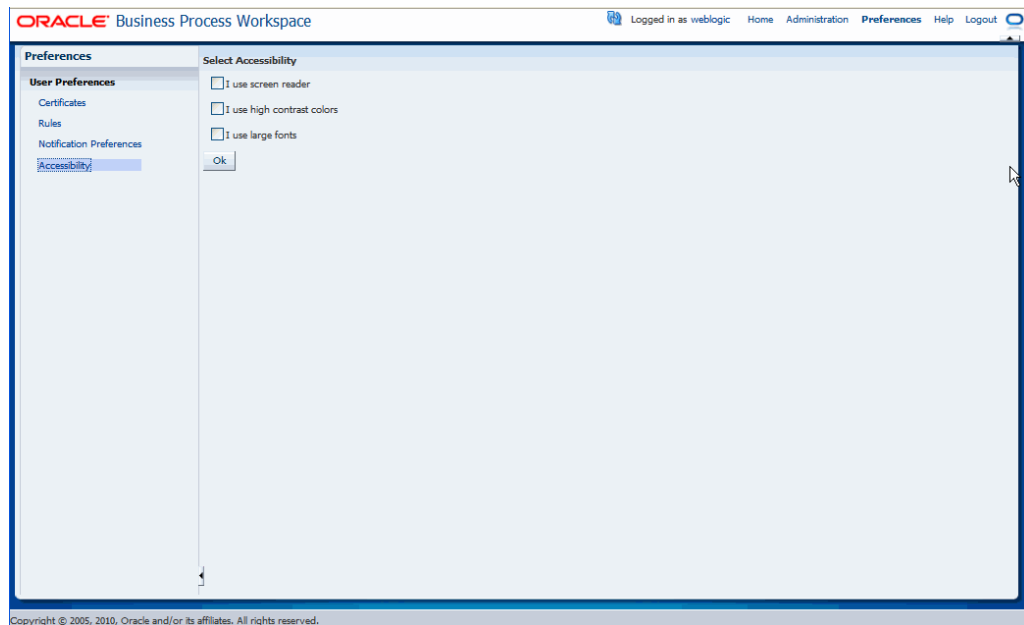 ORACLE Business Process Workspace
Logged in as weblogic Home Administration Preferences Help Logout
Preferences
User Preferences
Certificates
Rules
Notification Preferences
Accessibility
Select Accessibility
I use screen reader
I use high contrast colors
I use large fonts
Ok
Copyright © 2005, 2010, Oracle and/or its affiliates. All rights reserved.